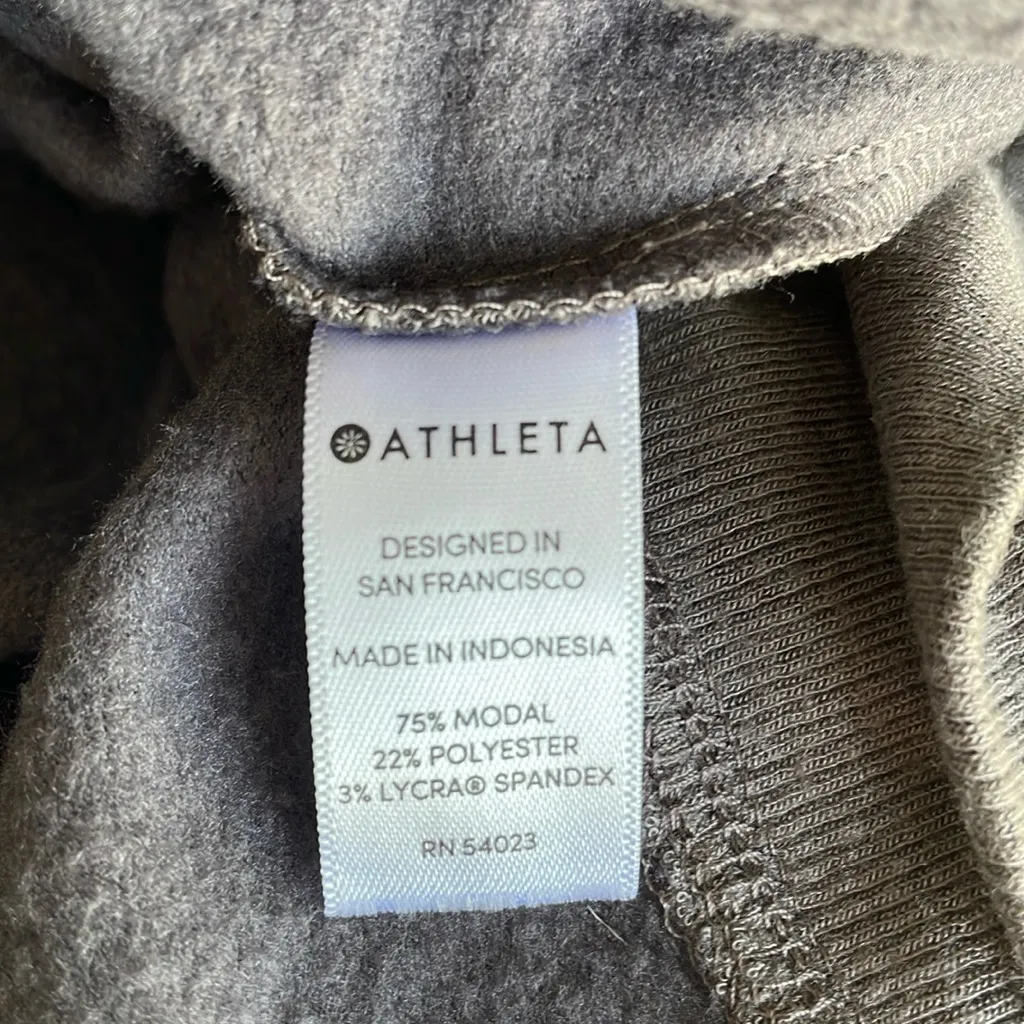 ATHLETA
DESIGNED IN
SAN FRANCISCO
MADE IN INDONESIA
75% MODAL
22% POLYESTER
3% LYCRA® SPANDEX
RN 54023